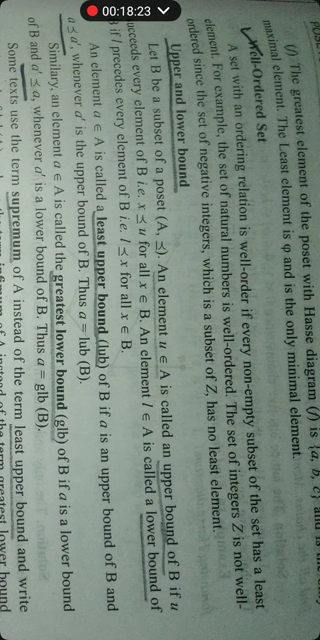 00:18:23
(f) The greatest element of the poset with Hasse diagram (f) is {a, b, c} and is the
maximal element. The Least element is φ and is the only minimal element.
Well-Ordered Set
A set with an ordering relation is well-order if every non-empty subset of the set has a least
element. For example, the set of natural numbers is well-ordered. The set of integers Z is not well-
ordered since the set of negative integers, which is a subset of Z, has no least element.
Upper and lower bound
Let B be a subset of a poset (A, ≼). An element u ∈ A is called an upper bound of B if u
succeeds every element of B i.e. x ≼ u for all x ∈ B. An element l ∈ A is called a lower bound of
B if l precedes every element of B i.e. l ≼ x for all x ∈ B.
An element a ∈ A is called a least upper bound (lub) of B if a is an upper bound of B and
a ≼ a', whenever a' is the upper bound of B. Thus a = lub (B).
Similary, an element a ∈ A is called the greatest lower bound (glb) of B if a is a lower bound
of B and a' ≼ a, whenever a' is a lower bound of B. Thus a = glb (B).
Some texts use the term supremum of A instead of the term least upper bound and write
of A instead of the term greatest lower bound